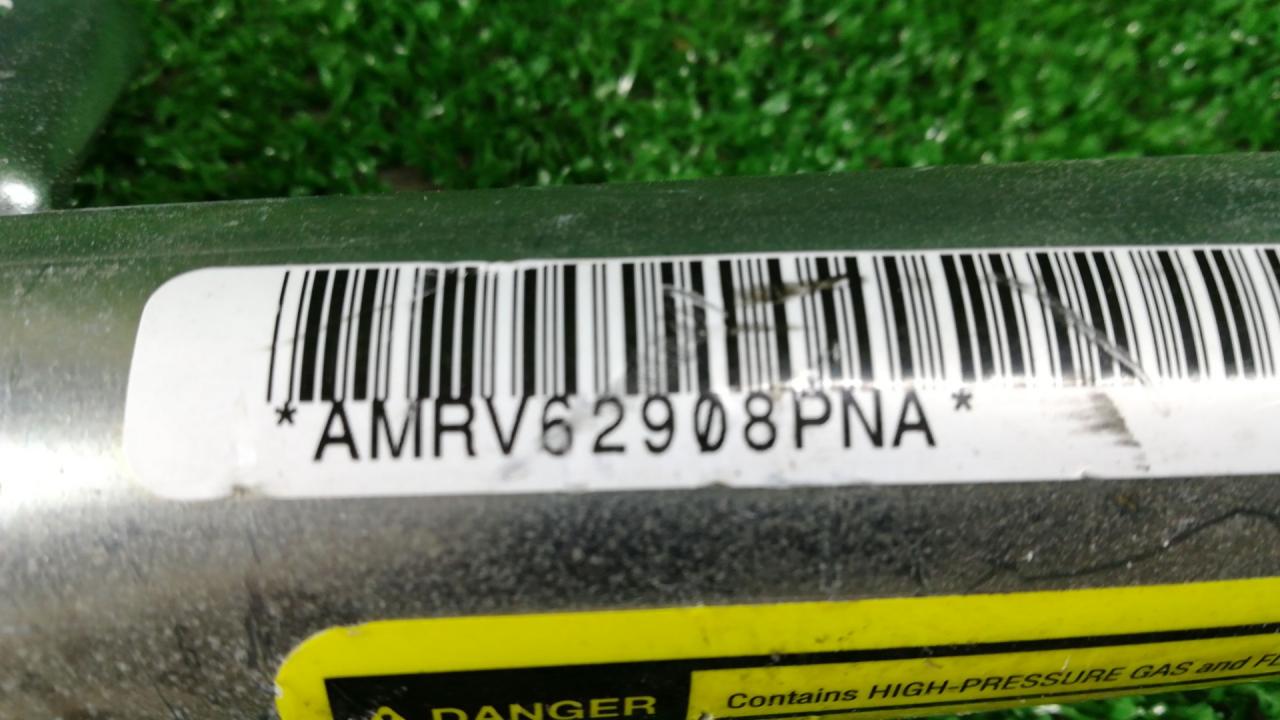 *AMRV62908PNA*
DANGER
Contains HIGH-PRESSURE GAS and